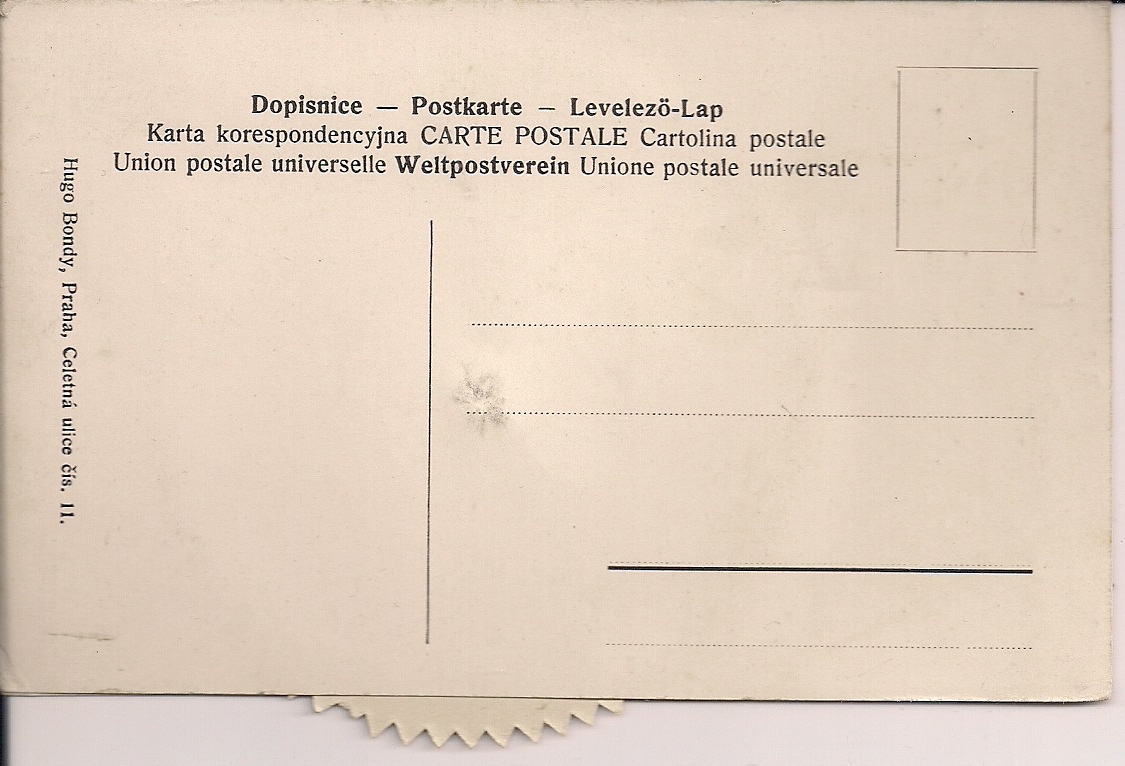 Dopisnice — Postkarte — Levelezö-Lap
Karta korespondencyjna CARTE POSTALE Cartolina postale
Union postale universelle Weltpostverein Unione postale universale
Hugo Bondy, Praha, Celetná ulice čís. 11.